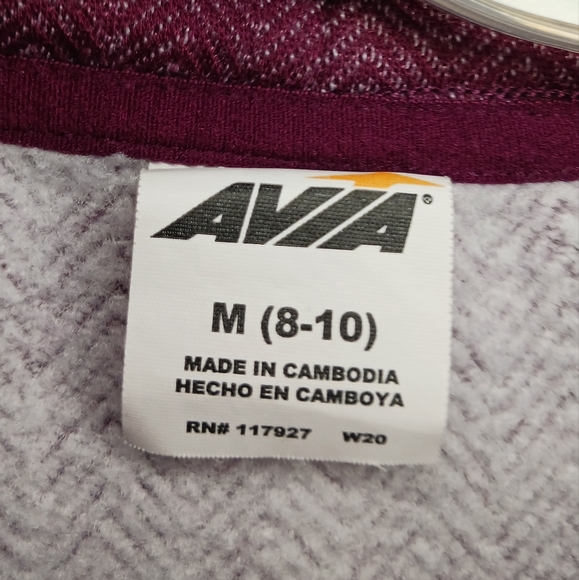 AVIA®
M (8-10)
MADE IN CAMBODIA
HECHO EN CAMBOYA
RN# 117927 W20